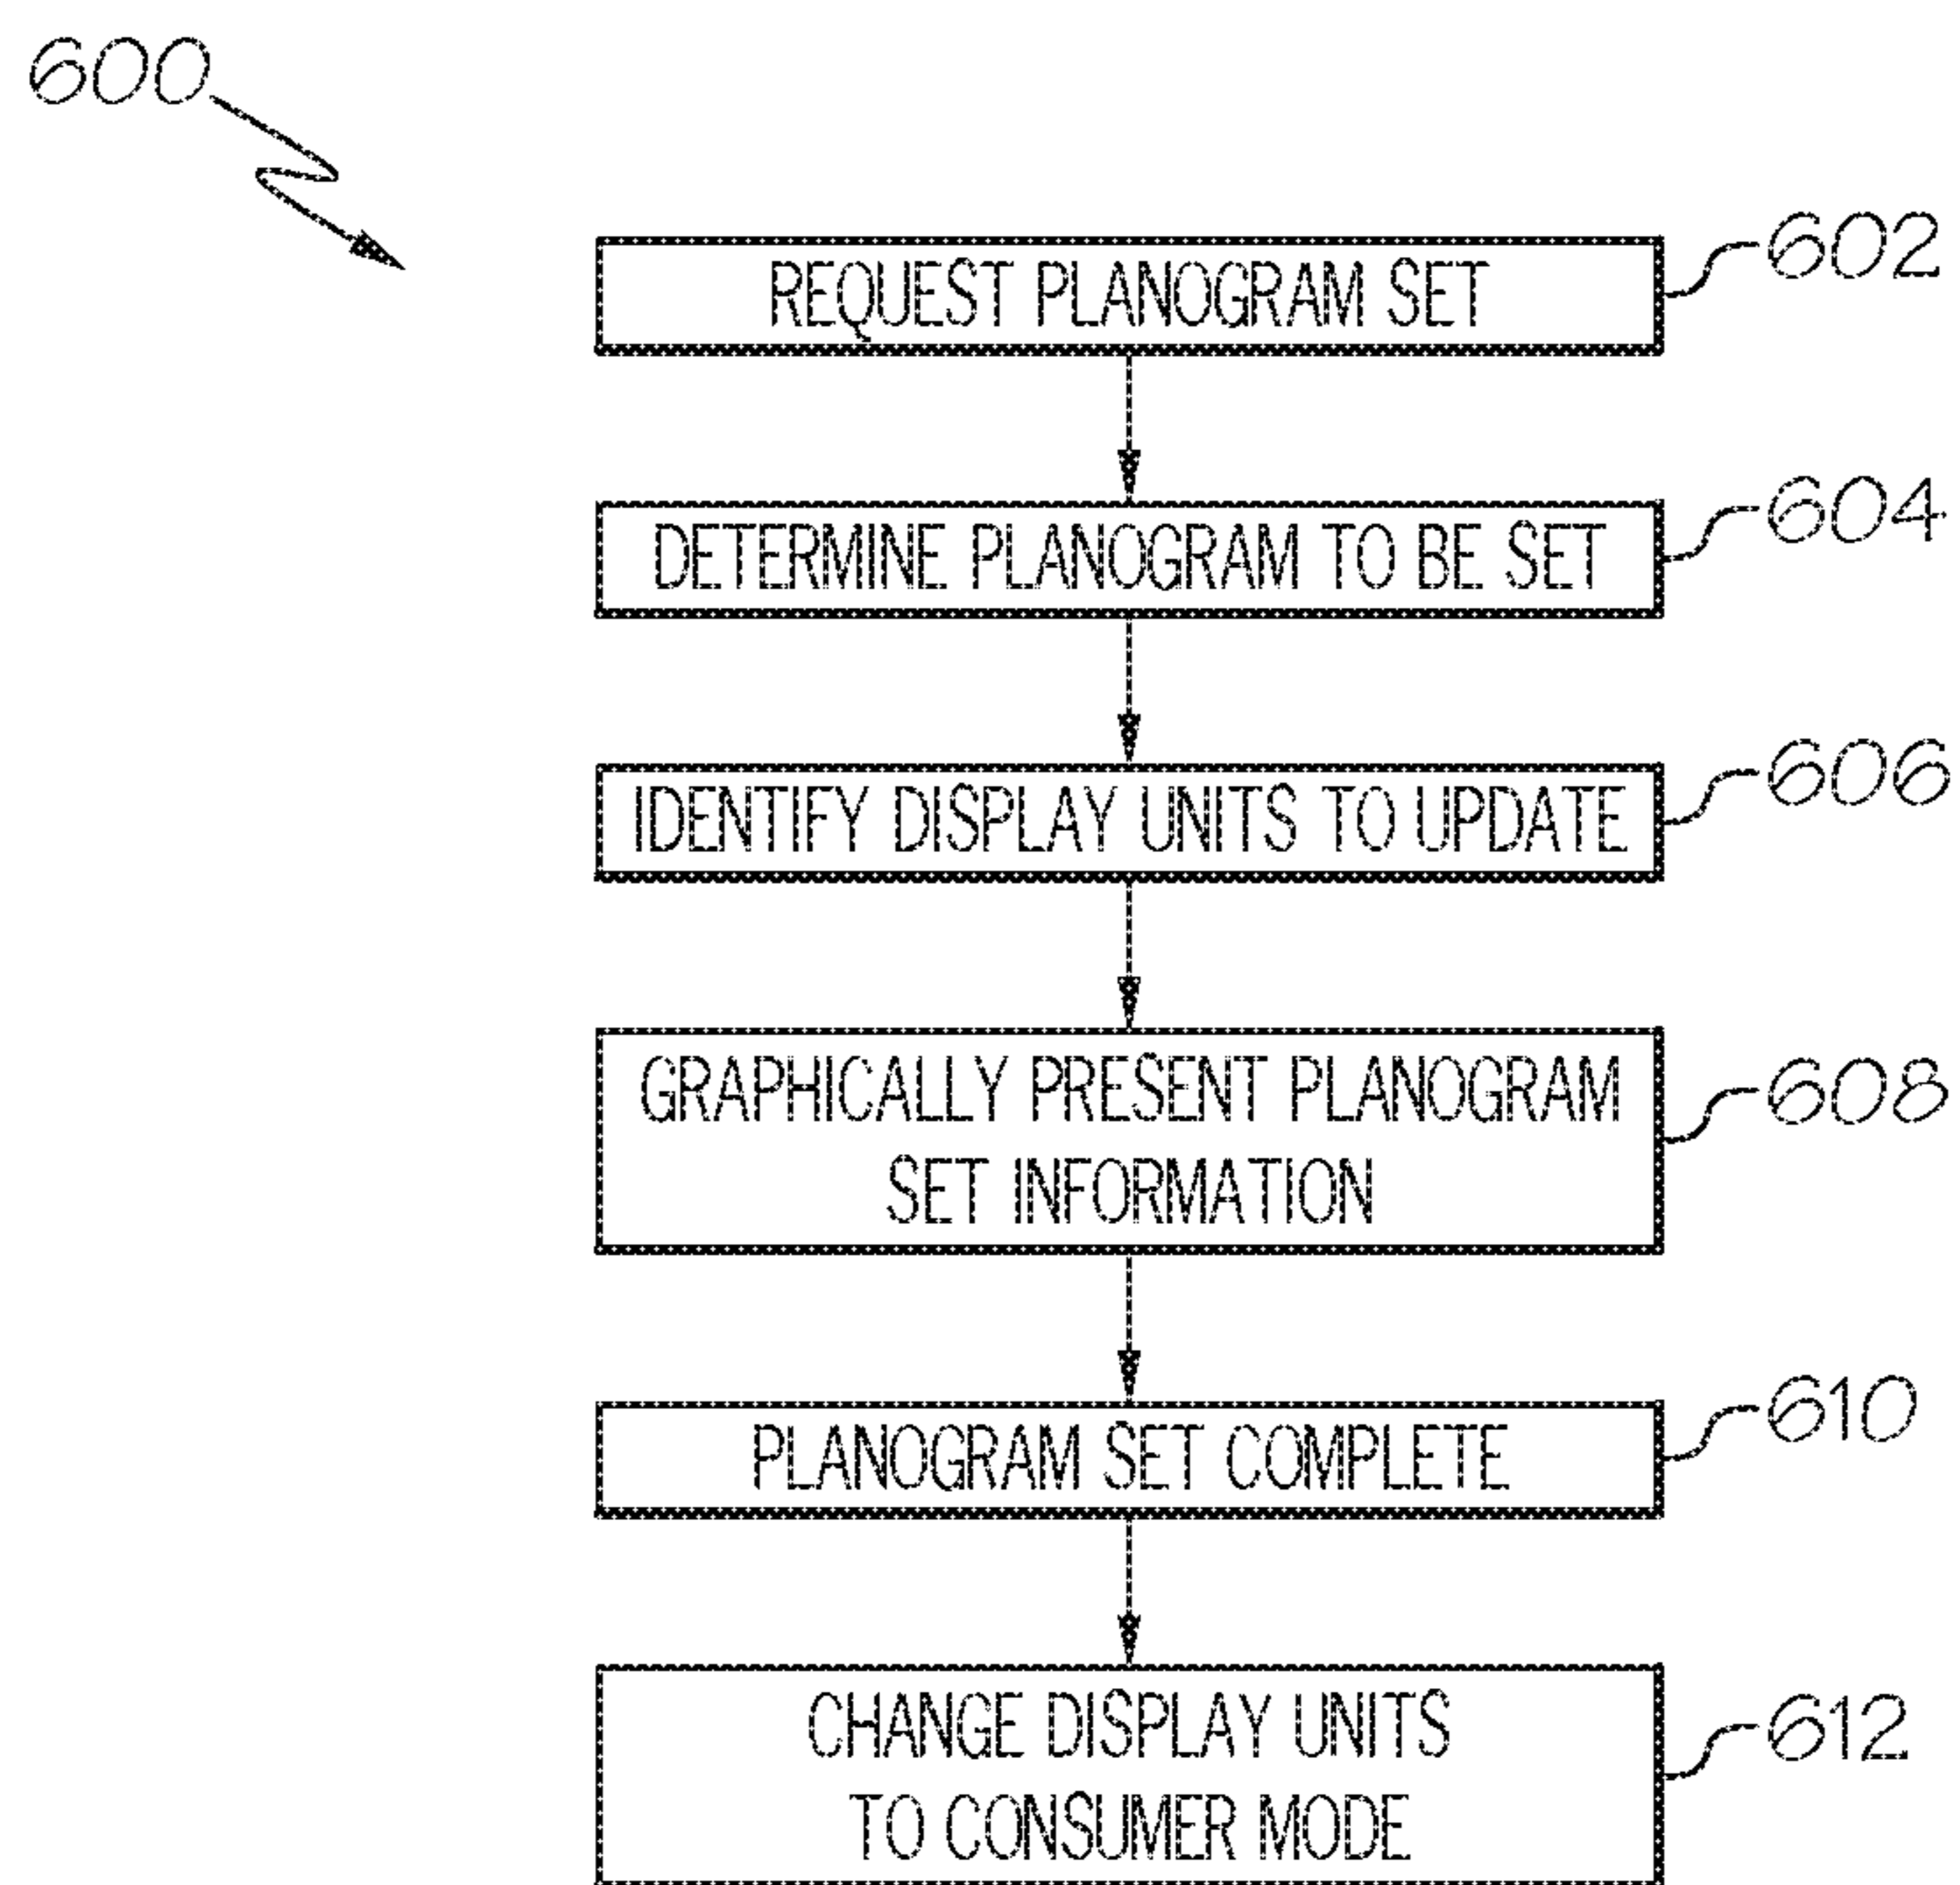 600
REQUEST PLANOGRAM SET
602
DETERMINE PLANOGRAM TO BE SET
604
IDENTIFY DISPLAY UNITS TO UPDATE
606
GRAPHICALLY PRESENT PLANOGRAM
SET INFORMATION
608
PLANOGRAM SET COMPLETE
610
CHANGE DISPLAY UNITS
TO CONSUMER MODE
612